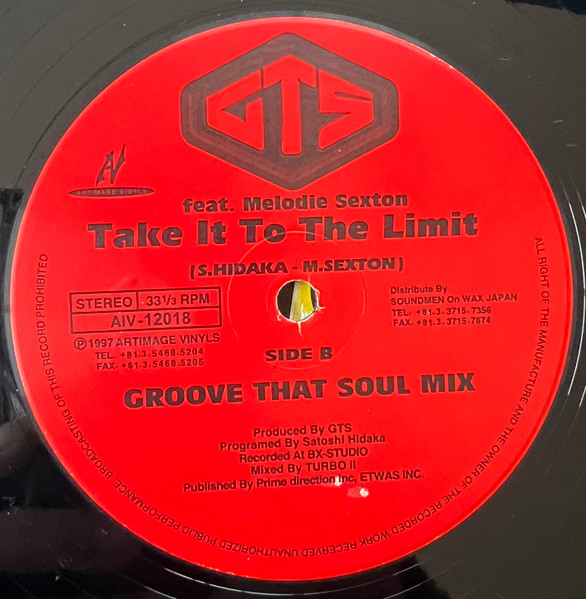 GTS
AV
ARTIMAGE VINYLS
feat. Melodie Sexton
Take It To The Limit
(S.HIDAKA - M.SEXTON)
STEREO 33 1/3 RPM
AIV-12018
Ⓟ 1997 ARTIMAGE VINYLS
TEL. +81.3-5468-5204
FAX. +81.3-5468-5205
Distribute By
SOUNDMEN On WAX JAPAN
TEL. +81.3-3715-7356
FAX. +81.3-3715-7674
SIDE B
GROOVE THAT SOUL MIX
Produced By GTS
Programed By Satoshi Hidaka
Recorded At BX-STUDIO
Mixed By TURBO II
Published By Prime direction Inc, ETWAS INC.
ALL RIGHT OF THE MANUFACTURE AND THE OWNER OF THE RECORDED WORK RECERVED UNAUTHORIZED PUBLIC PERFORMANCE BROADCASTING OF THIS RECORD PROHIBITED